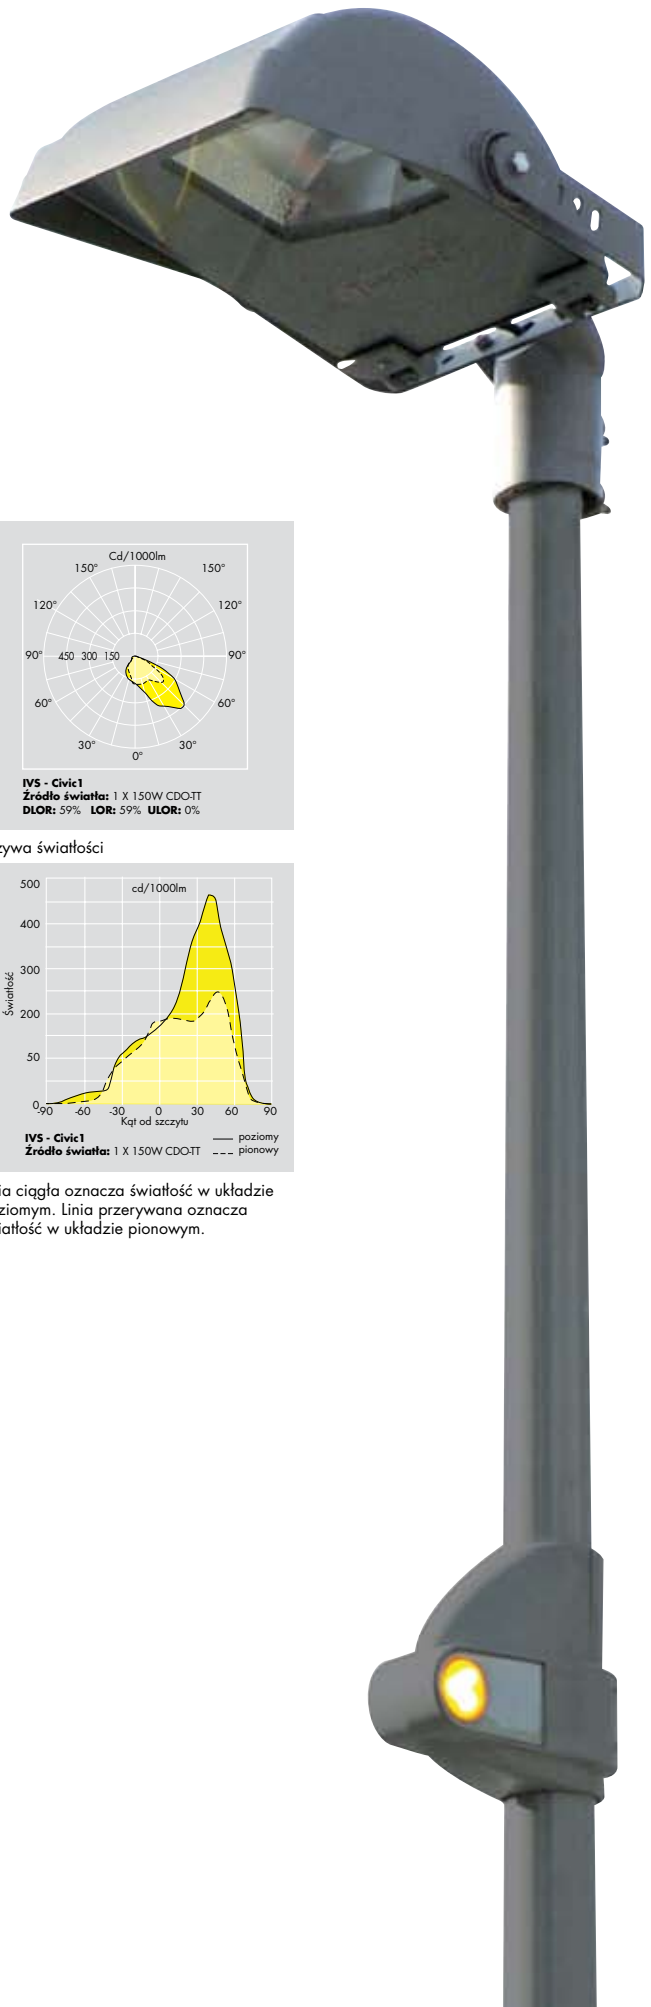 Cd/1000lm
150° 150°
120° 120°
90° 450 300 150 90°
60° 60°
30° 30°
0°
IVS - Civic1
Źródło światła: 1 X 150W CDO-TT
DLOR: 59% LOR: 59% ULOR: 0%
zywa światłości
cd/1000lm
500
400
300
200
50
0
Światłość
-90 -60 -30 0 30 60 90
Kąt od szczytu
IVS - Civic1
Źródło światła: 1 X 150W CDO-TT
poziomy
pionowy
ia ciągła oznacza światłość w układzie
ziomym. Linia przerywana oznacza
iatłość w układzie pionowym.